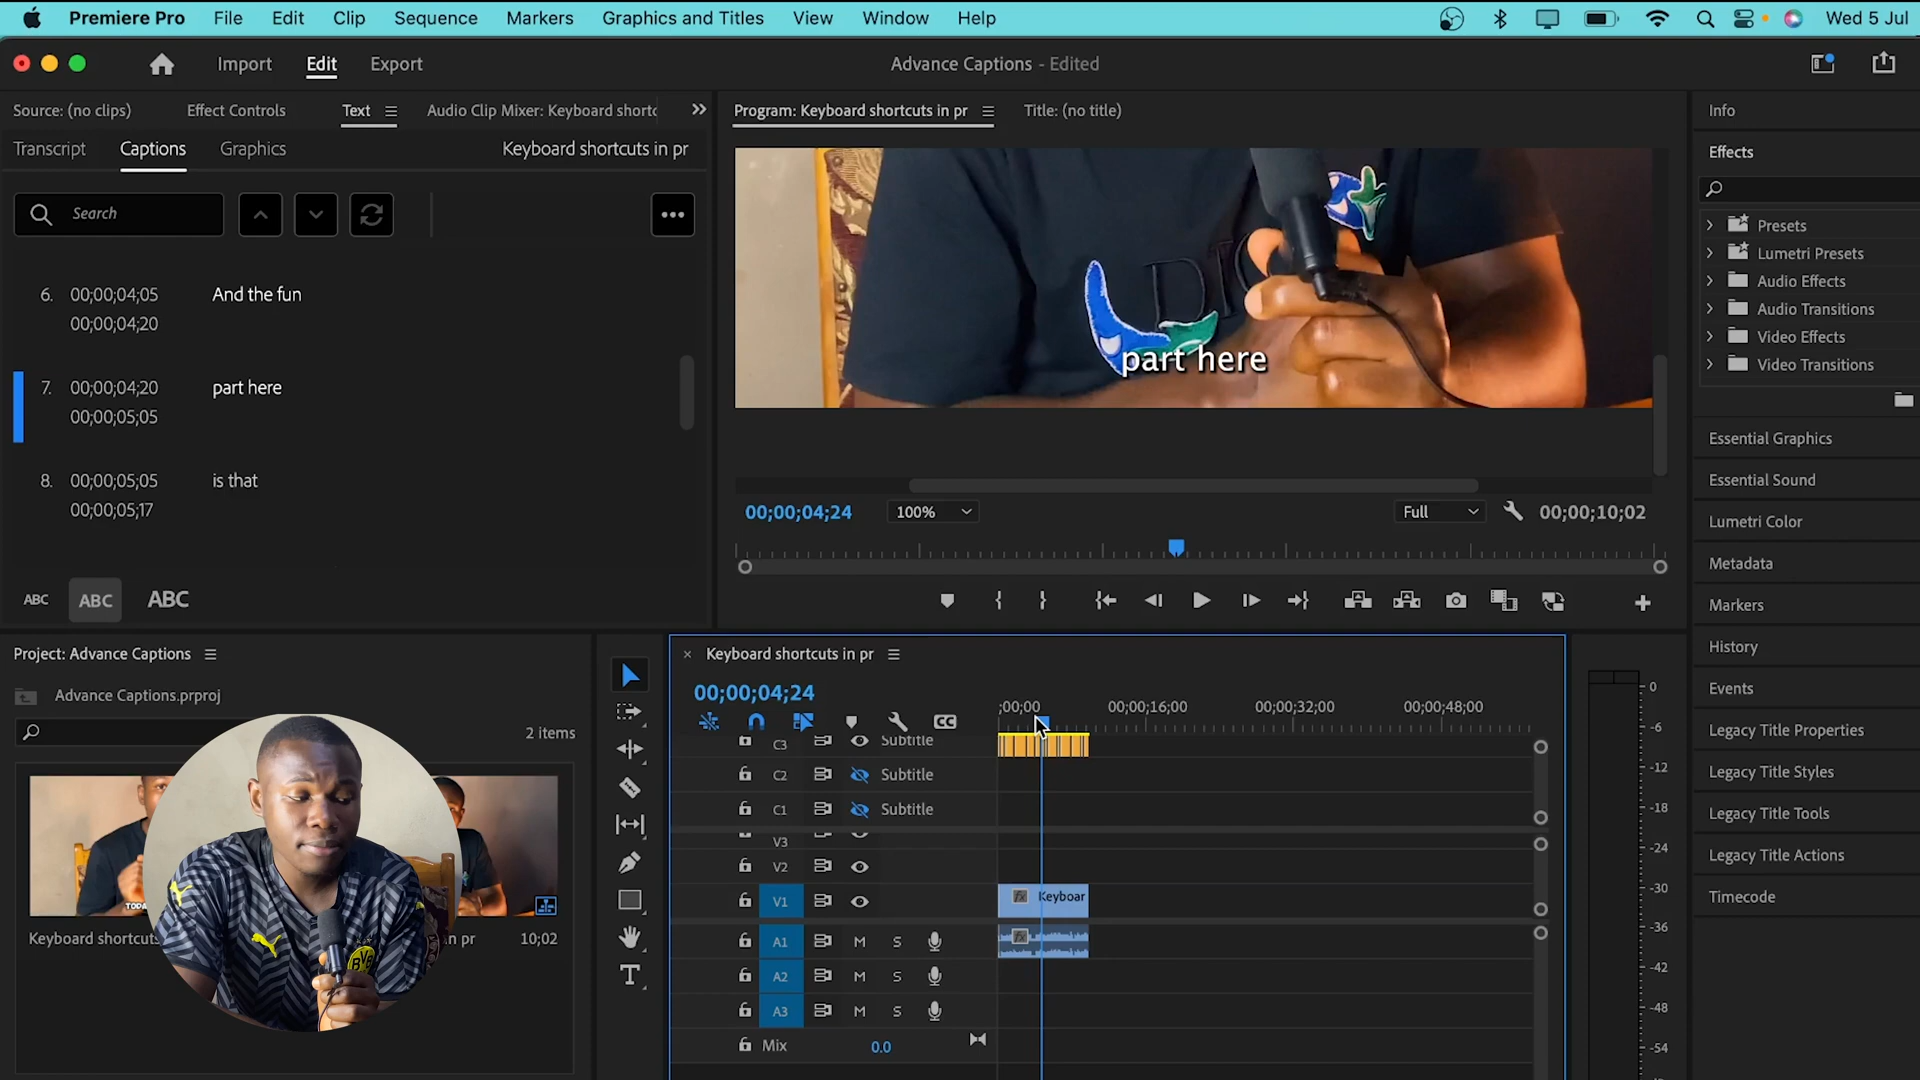 Premiere Pro File Edit Clip Sequence Markers Graphics and Titles View Window Help Wed 5 Jul
Import Edit Export Advance Captions - Edited
Source: (no clips) Effect Controls Text Audio Clip Mixer: Keyboard shortc
Transcript Captions Graphics Keyboard shortcuts in pr
Search
6. 00;00;04;05 And the fun
00;00;04;20
7. 00;00;04;20 part here
00;00;05;05
8. 00;00;05;05 is that
00;00;05;17
ABC ABC ABC
Program: Keyboard shortcuts in pr Title: (no title)
DIO
part here
00;00;04;24 100% Full 00;00;10;02
Info
Effects
Presets
Lumetri Presets
Audio Effects
Audio Transitions
Video Effects
Video Transitions
Essential Graphics
Essential Sound
Lumetri Color
Metadata
Markers
History
Events
Legacy Title Properties
Legacy Title Styles
Legacy Title Tools
Legacy Title Actions
Timecode
Project: Advance Captions
Advance Captions.prproj
2 items
TODA
Keyboard shortcuts
in pr 10;02
BVB
09
× Keyboard shortcuts in pr
00;00;04;24
;00;00 00;00;16;00 00;00;32;00 00;00;48;00
CC
C3 Subtitle
C2 Subtitle
C1 Subtitle
V3
V2
V1 fx Keyboar
A1 M S fx
A2 M S
A3 M S
Mix 0.0
0
-6
-12
-18
-24
-30
-36
-42
-48
-54